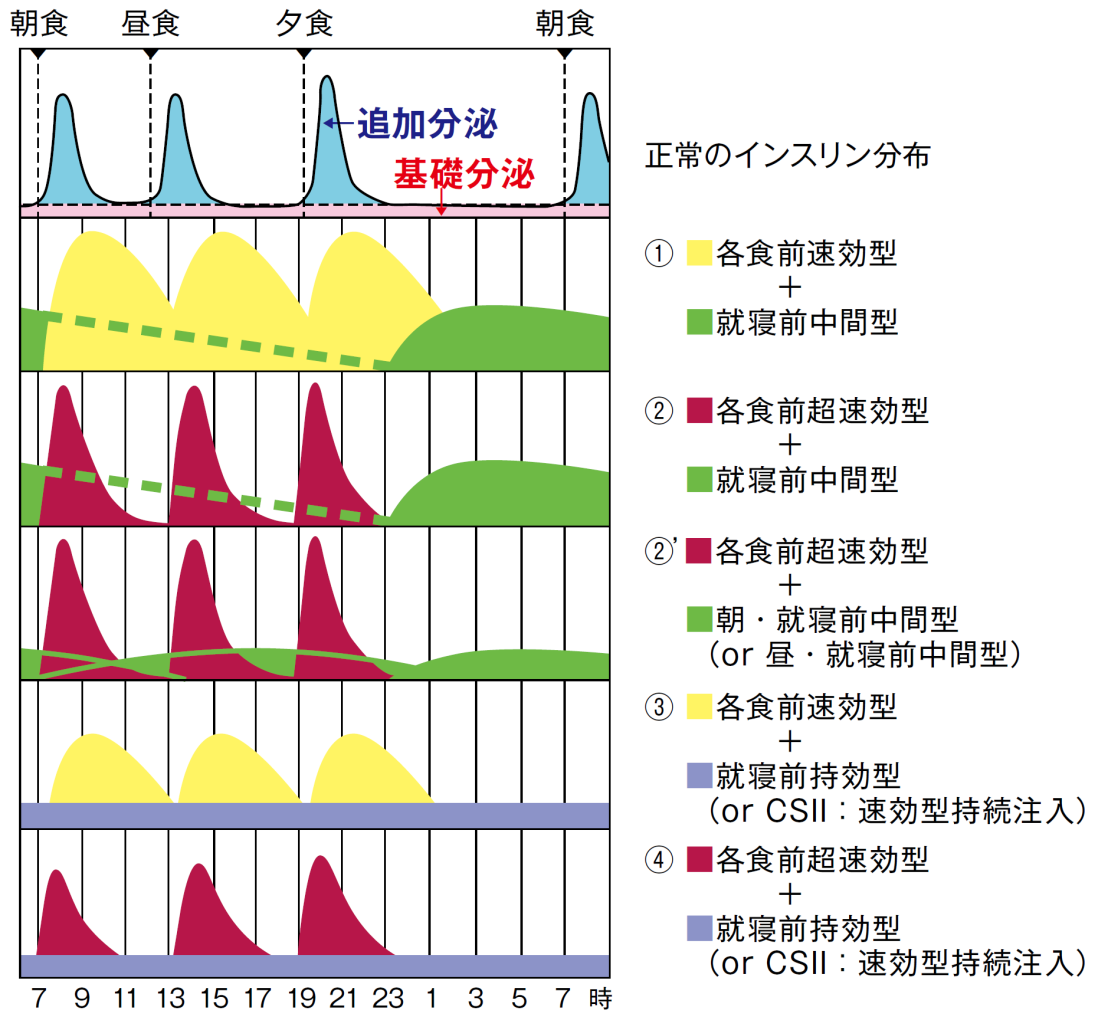 朝食 昼食 夕食 朝食
追加分泌
基礎分泌
正常のインスリン分布
① 各食前速効型
＋
就寝前中間型
② 各食前超速効型
＋
就寝前中間型
②’ 各食前超速効型
＋
朝・就寝前中間型
（or 昼・就寝前中間型）
③ 各食前速効型
＋
就寝前持効型
（or CSII：速効型持続注入）
④ 各食前超速効型
＋
就寝前持効型
（or CSII：速効型持続注入）
7 9 11 13 15 17 19 21 23 1 3 5 7 時